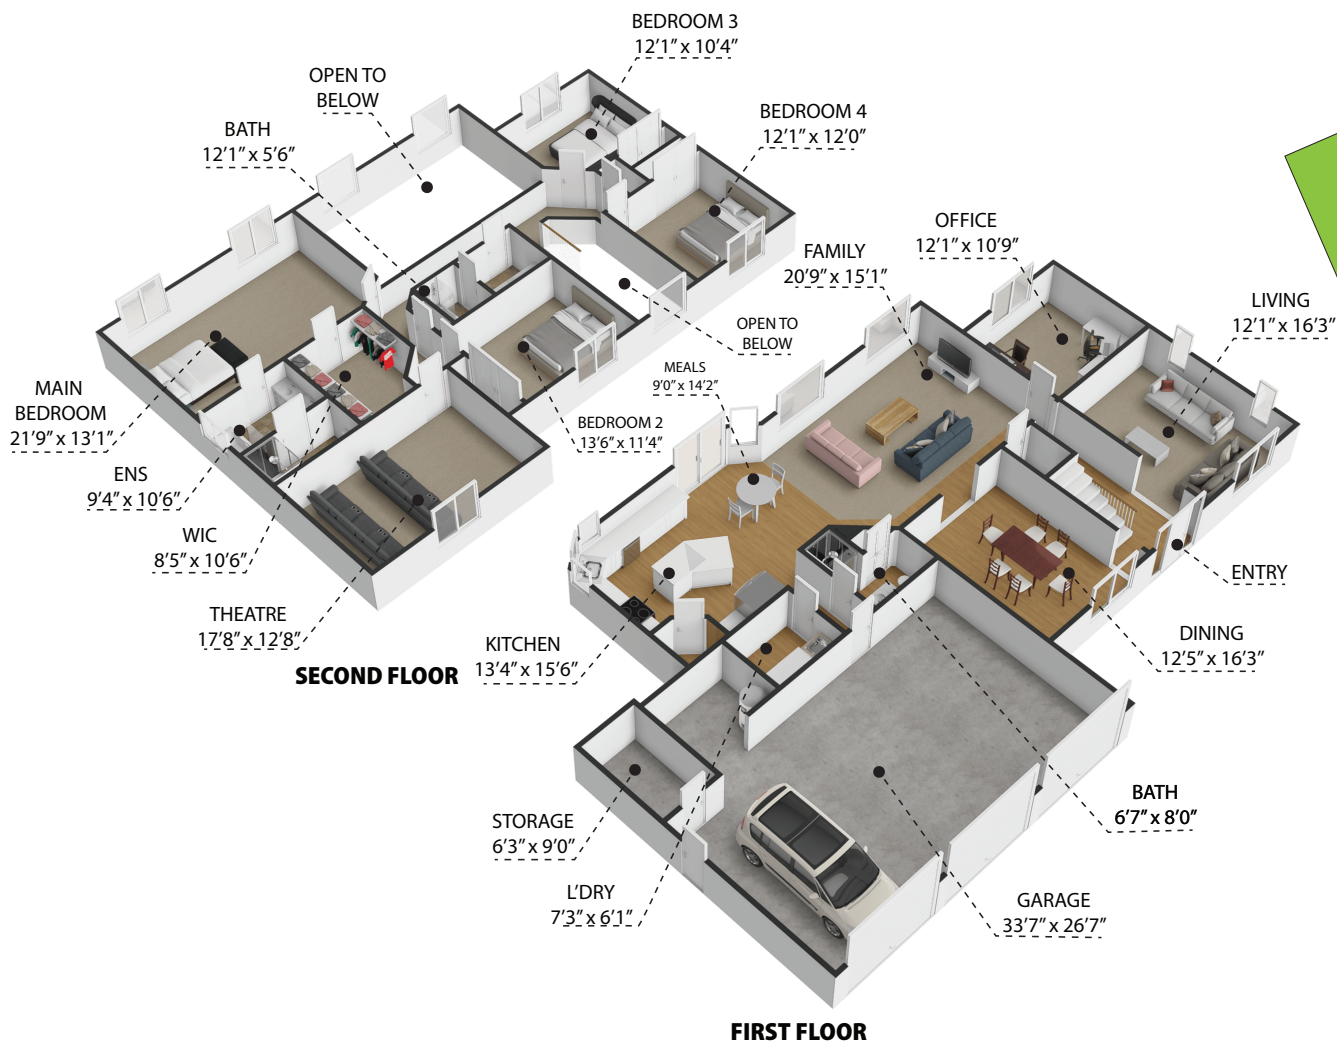 BEDROOM 3
12'1" x 10'4"
OPEN TO
BELOW
BEDROOM 4
12'1" x 12'0"
BATH
12'1" x 5'6"
OFFICE
12'1" x 10'9"
FAMILY
20'9" x 15'1"
LIVING
12'1" x 16'3"
OPEN TO
BELOW
MEALS
9'0" x 14'2"
MAIN
BEDROOM
21'9" x 13'1"
BEDROOM 2
13'6" x 11'4"
ENS
9'4" x 10'6"
WIC
8'5" x 10'6"
ENTRY
THEATRE
17'8" x 12'8"
SECOND FLOOR
KITCHEN
13'4" x 15'6"
DINING
12'5" x 16'3"
STORAGE
6'3" x 9'0"
BATH
6'7" x 8'0"
L'DRY
7'3" x 6'1"
GARAGE
33'7" x 26'7"
FIRST FLOOR